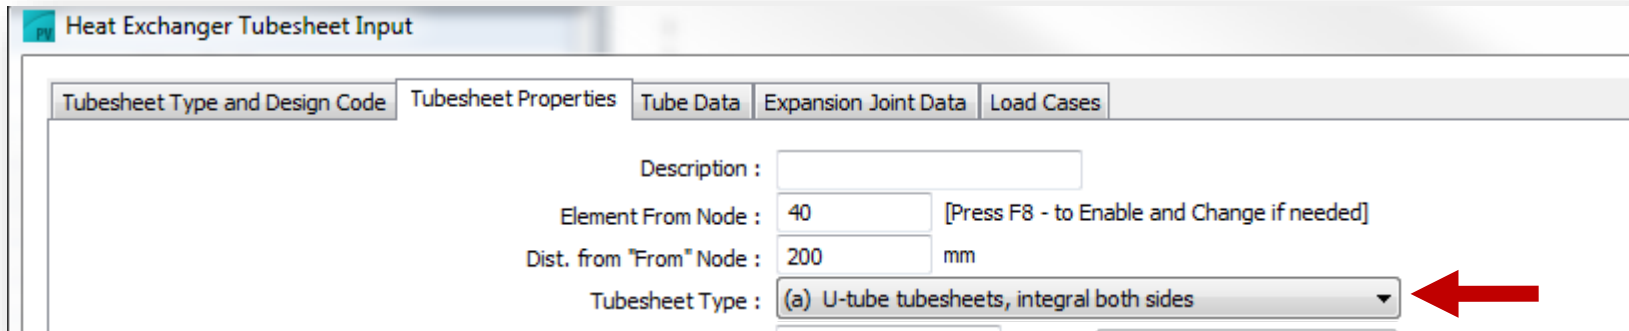 PV Heat Exchanger Tubesheet Input
Tubesheet Type and Design Code Tubesheet Properties Tube Data Expansion Joint Data Load Cases
Description :
Element From Node : 40 [Press F8 - to Enable and Change if needed]
Dist. from "From" Node : 200 mm
Tubesheet Type : (a) U-tube tubesheets, integral both sides